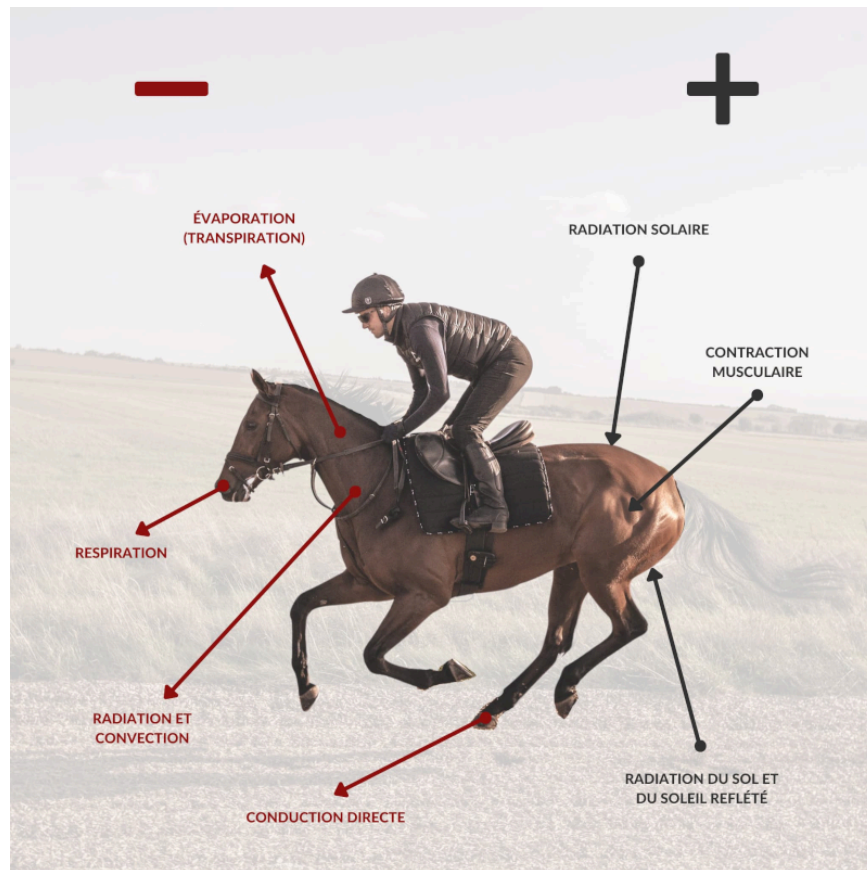 ÉVAPORATION
(TRANSPIRATION)
RADIATION SOLAIRE
CONTRACTION
MUSCULAIRE
RESPIRATION
RADIATION ET
CONVECTION
RADIATION DU SOL ET
DU SOLEIL REFLÉTÉ
CONDUCTION DIRECTE